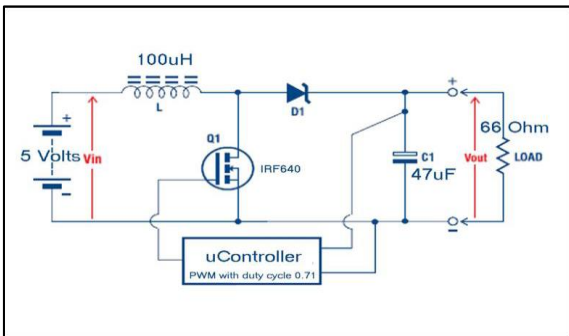 100uH
L
D1
+
Q1
+
5 Volts
Vin
IRF640
C1
47uF
Vout
66 Ohm
LOAD
−
−
uController
PWM with duty cycle 0.71